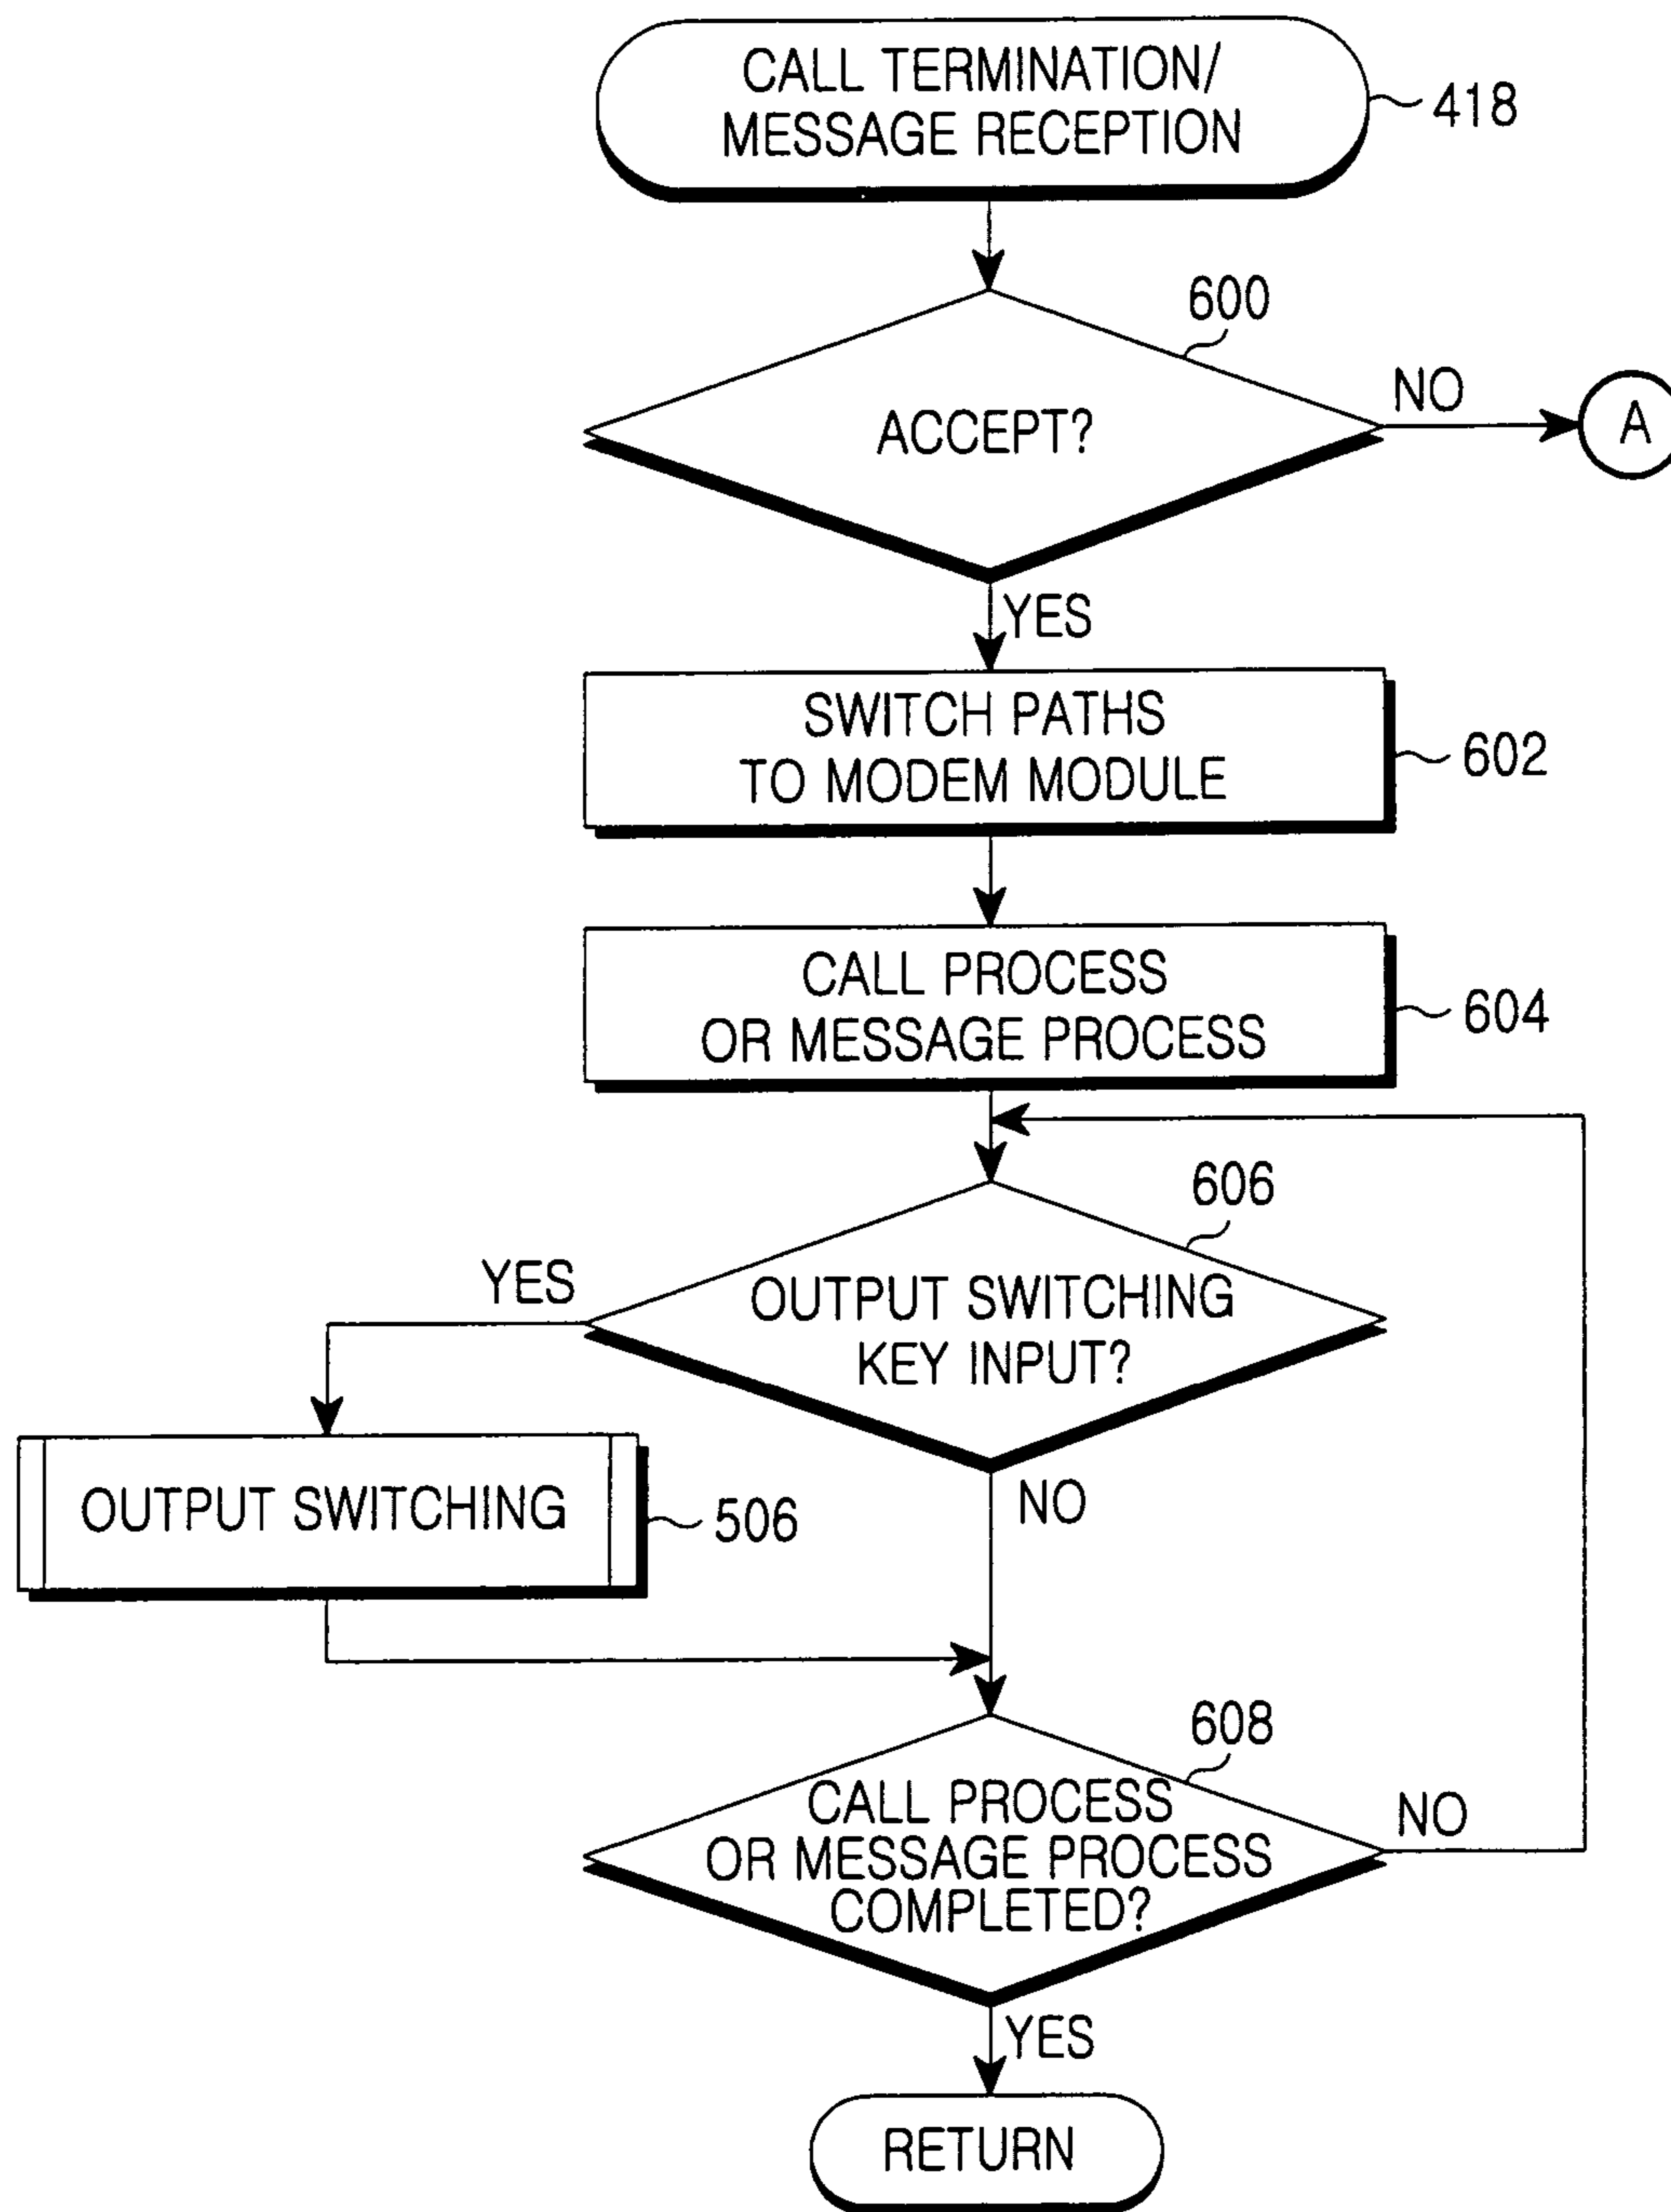 CALL TERMINATION/
MESSAGE RECEPTION
418
600
ACCEPT?
NO
A
YES
SWITCH PATHS
TO MODEM MODULE
602
CALL PROCESS
OR MESSAGE PROCESS
604
606
YES
OUTPUT SWITCHING
KEY INPUT?
OUTPUT SWITCHING
506
NO
608
CALL PROCESS
OR MESSAGE PROCESS
COMPLETED?
NO
YES
RETURN